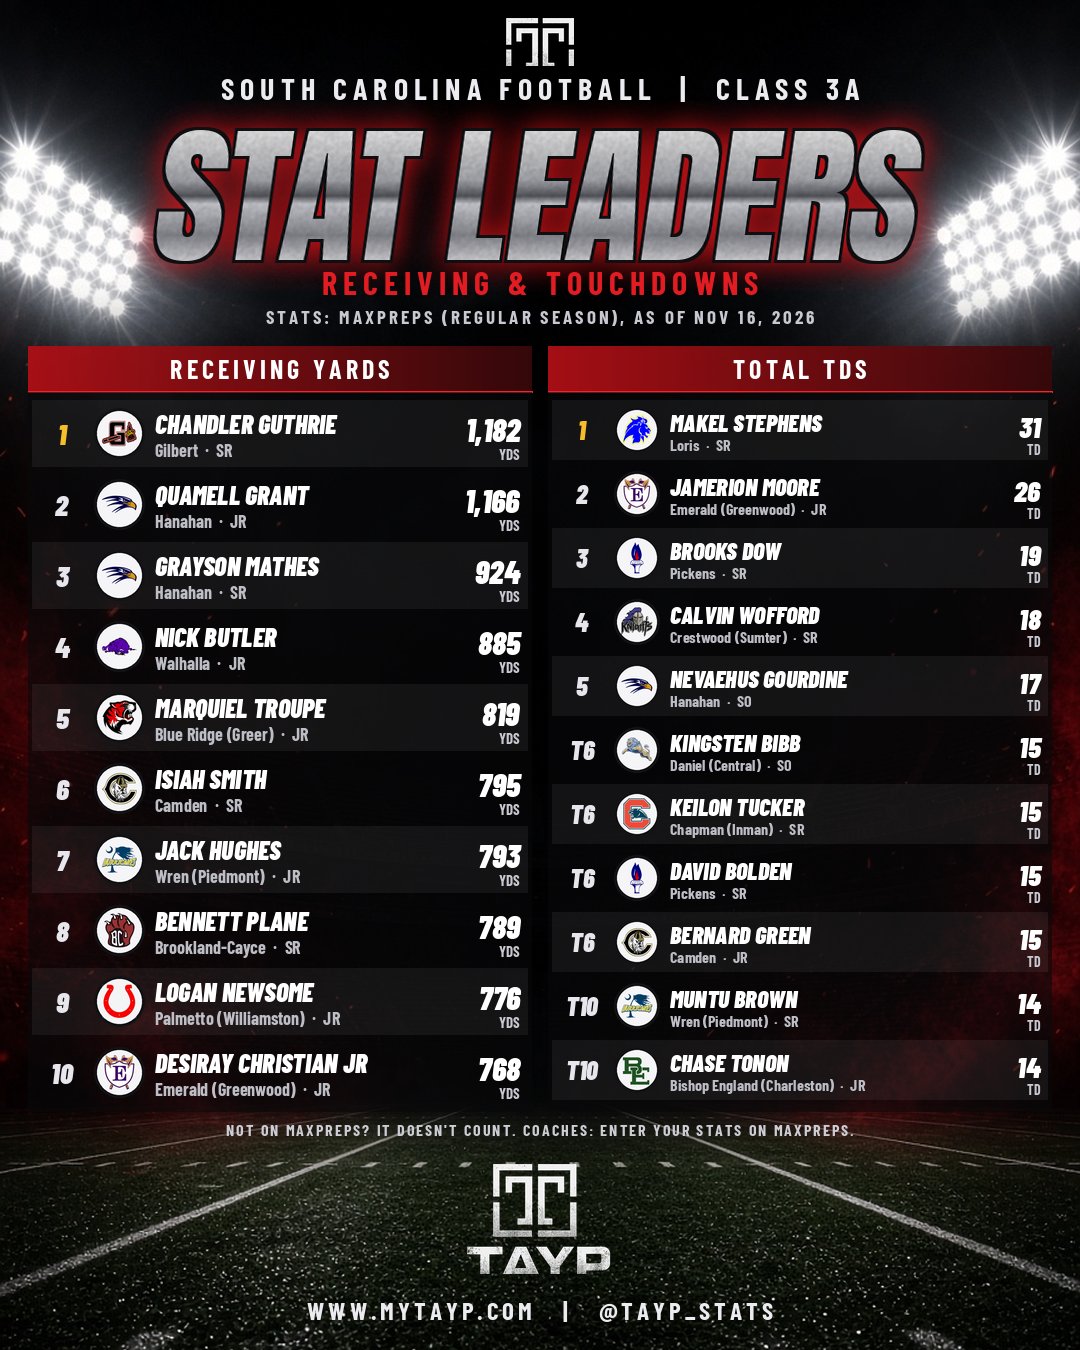 SOUTH CAROLINA FOOTBALL | CLASS 3A
STAT LEADERS
RECEIVING & TOUCHDOWNS
STATS: MAXPREPS (REGULAR SEASON), AS OF NOV 16, 2026
RECEIVING YARDS
1 CHANDLER GUTHRIE 1,182
Gilbert · SR YDS
2 QUAMELL GRANT 1,166
Hanahan · JR YDS
3 GRAYSON MATHES 924
Hanahan · SR YDS
4 NICK BUTLER 885
Walhalla · JR YDS
5 MARQUIEL TROUPE 819
Blue Ridge (Greer) · JR YDS
6 ISIAH SMITH 795
Camden · SR YDS
7 JACK HUGHES 793
Wren (Piedmont) · JR YDS
8 BENNETT PLANE 789
Brookland-Cayce · SR YDS
9 LOGAN NEWSOME 776
Palmetto (Williamston) · JR YDS
10 DESIRAY CHRISTIAN JR 768
Emerald (Greenwood) · JR YDS
TOTAL TDS
1 MAKEL STEPHENS 31
Loris · SR TD
2 JAMERION MOORE 26
Emerald (Greenwood) · JR TD
3 BROOKS DOW 19
Pickens · SR TD
4 CALVIN WOFFORD 18
Crestwood (Sumter) · SR TD
5 NEVAEHUS GOURDINE 17
Hanahan · SO TD
T6 KINGSTEN BIBB 15
Daniel (Central) · SO TD
T6 KEILON TUCKER 15
Chapman (Inman) · SR TD
T6 DAVID BOLDEN 15
Pickens · SR TD
T6 BERNARD GREEN 15
Camden · JR TD
T10 MUNTU BROWN 14
Wren (Piedmont) · SR TD
T10 CHASE TONON 14
Bishop England (Charleston) · JR TD
NOT ON MAXPREPS? IT DOESN'T COUNT. COACHES: ENTER YOUR STATS ON MAXPREPS.
TAYP
WWW.MYTAYP.COM | @TAYP_STATS